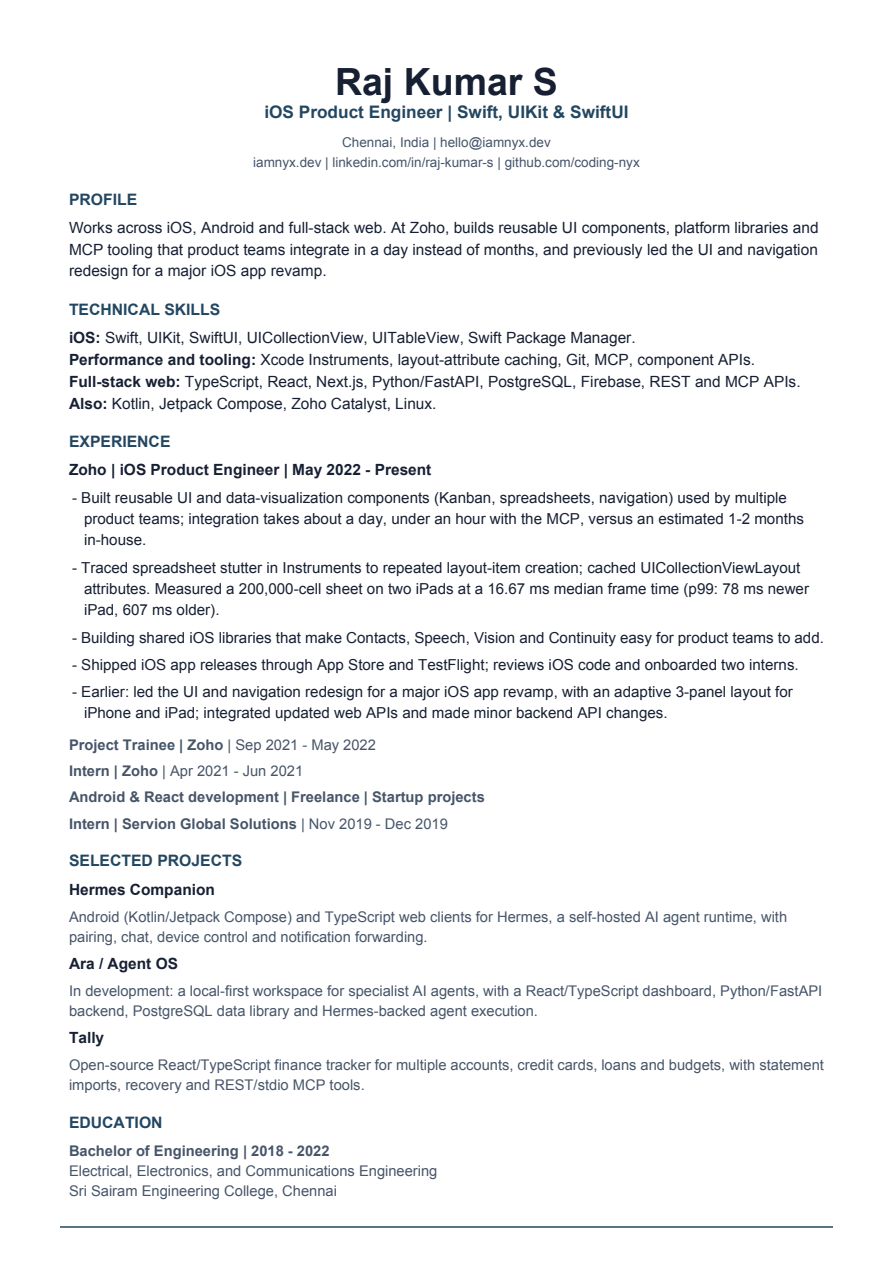 Raj Kumar S
iOS Product Engineer | Swift, UIKit & SwiftUI
Chennai, India | hello@iamnyx.dev
iamnyx.dev | linkedin.com/in/raj-kumar-s | github.com/coding-nyx
PROFILE
Works across iOS, Android and full-stack web. At Zoho, builds reusable UI components, platform libraries and
MCP tooling that product teams integrate in a day instead of months, and previously led the UI and navigation
redesign for a major iOS app revamp.
TECHNICAL SKILLS
iOS: Swift, UIKit, SwiftUI, UICollectionView, UITableView, Swift Package Manager.
Performance and tooling: Xcode Instruments, layout-attribute caching, Git, MCP, component APIs.
Full-stack web: TypeScript, React, Next.js, Python/FastAPI, PostgreSQL, Firebase, REST and MCP APIs.
Also: Kotlin, Jetpack Compose, Zoho Catalyst, Linux.
EXPERIENCE
Zoho | iOS Product Engineer | May 2022 - Present
- Built reusable UI and data-visualization components (Kanban, spreadsheets, navigation) used by multiple
product teams; integration takes about a day, under an hour with the MCP, versus an estimated 1-2 months
in-house.
- Traced spreadsheet stutter in Instruments to repeated layout-item creation; cached UICollectionViewLayout
attributes. Measured a 200,000-cell sheet on two iPads at a 16.67 ms median frame time (p99: 78 ms newer
iPad, 607 ms older).
- Building shared iOS libraries that make Contacts, Speech, Vision and Continuity easy for product teams to add.
- Shipped iOS app releases through App Store and TestFlight; reviews iOS code and onboarded two interns.
- Earlier: led the UI and navigation redesign for a major iOS app revamp, with an adaptive 3-panel layout for
iPhone and iPad; integrated updated web APIs and made minor backend API changes.
Project Trainee | Zoho | Sep 2021 - May 2022
Intern | Zoho | Apr 2021 - Jun 2021
Android & React development | Freelance | Startup projects
Intern | Servion Global Solutions | Nov 2019 - Dec 2019
SELECTED PROJECTS
Hermes Companion
Android (Kotlin/Jetpack Compose) and TypeScript web clients for Hermes, a self-hosted AI agent runtime, with
pairing, chat, device control and notification forwarding.
Ara / Agent OS
In development: a local-first workspace for specialist AI agents, with a React/TypeScript dashboard, Python/FastAPI
backend, PostgreSQL data library and Hermes-backed agent execution.
Tally
Open-source React/TypeScript finance tracker for multiple accounts, credit cards, loans and budgets, with statement
imports, recovery and REST/stdio MCP tools.
EDUCATION
Bachelor of Engineering | 2018 - 2022
Electrical, Electronics, and Communications Engineering
Sri Sairam Engineering College, Chennai